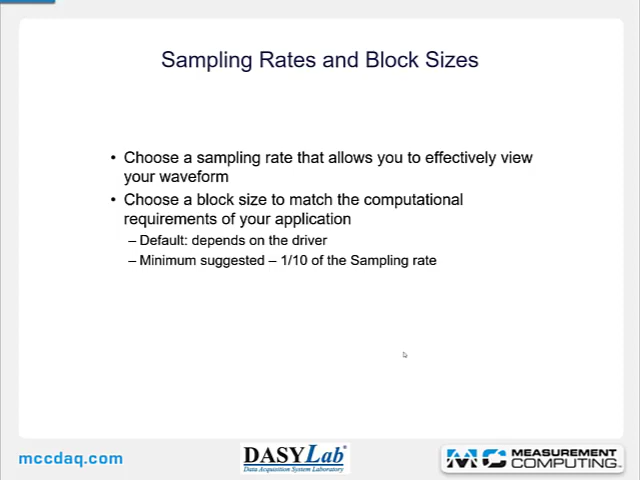 Sampling Rates and Block Sizes
• Choose a sampling rate that allows you to effectively view
your waveform
• Choose a block size to match the computational
requirements of your application
– Default: depends on the driver
– Minimum suggested – 1/10 of the Sampling rate
mccdaq.com
DASYLab®
Data Acquisition System Laboratory
MC MEASUREMENT
COMPUTING™